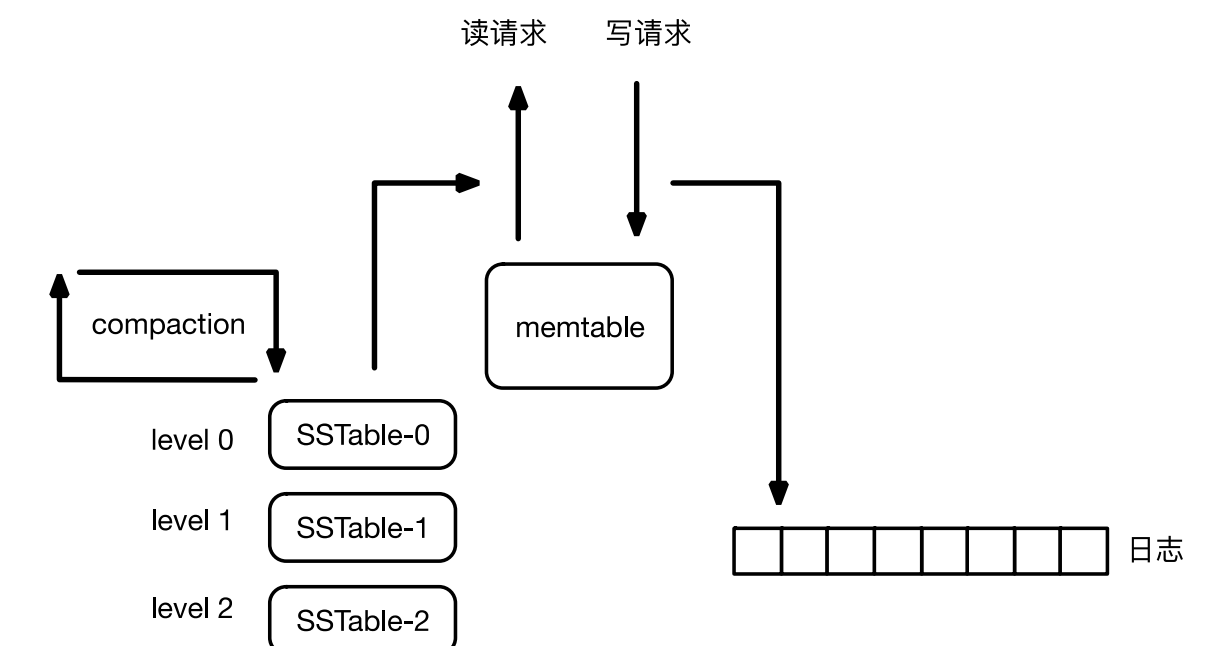 读请求
写请求
compaction
memtable
level 0
SSTable-0
level 1
SSTable-1
level 2
SSTable-2
日志